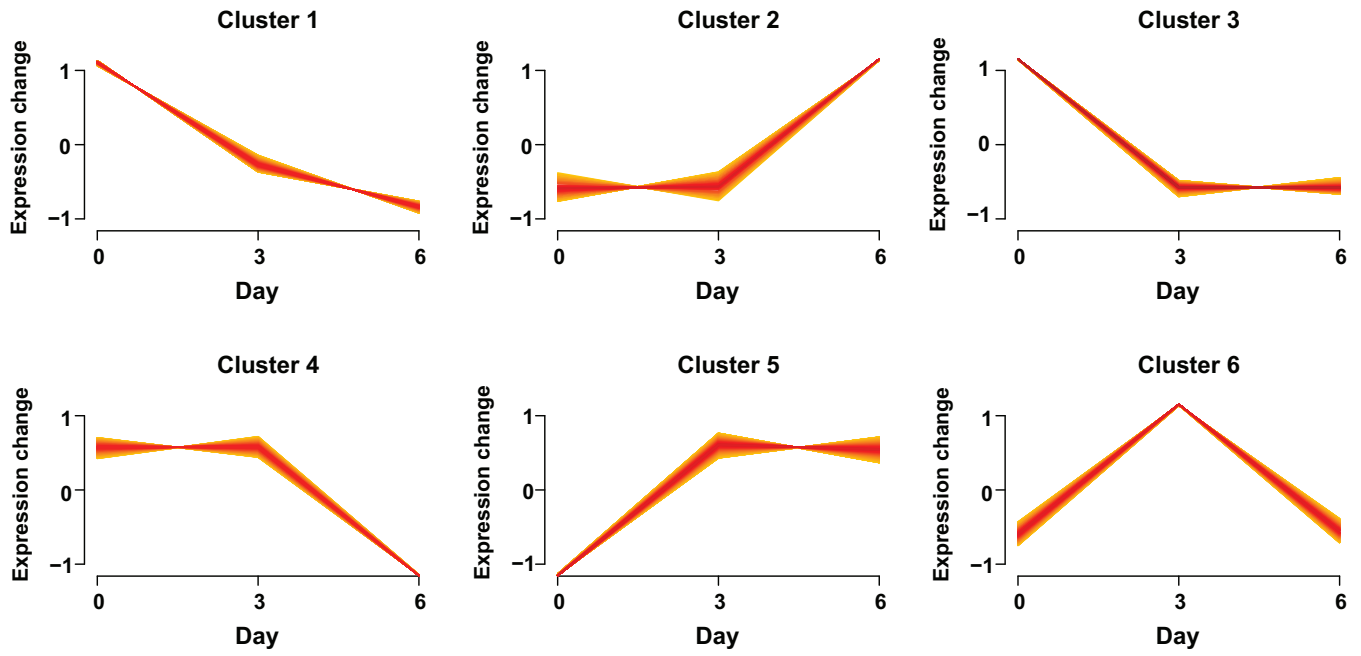 Cluster 1
Expression change
1
0
−1
0 3 6
Day
Cluster 2
Expression change
1
0
−1
0 3 6
Day
Cluster 3
Expression change
1
0
−1
0 3 6
Day
Cluster 4
Expression change
1
0
−1
0 3 6
Day
Cluster 5
Expression change
1
0
−1
0 3 6
Day
Cluster 6
Expression change
1
0
−1
0 3 6
Day